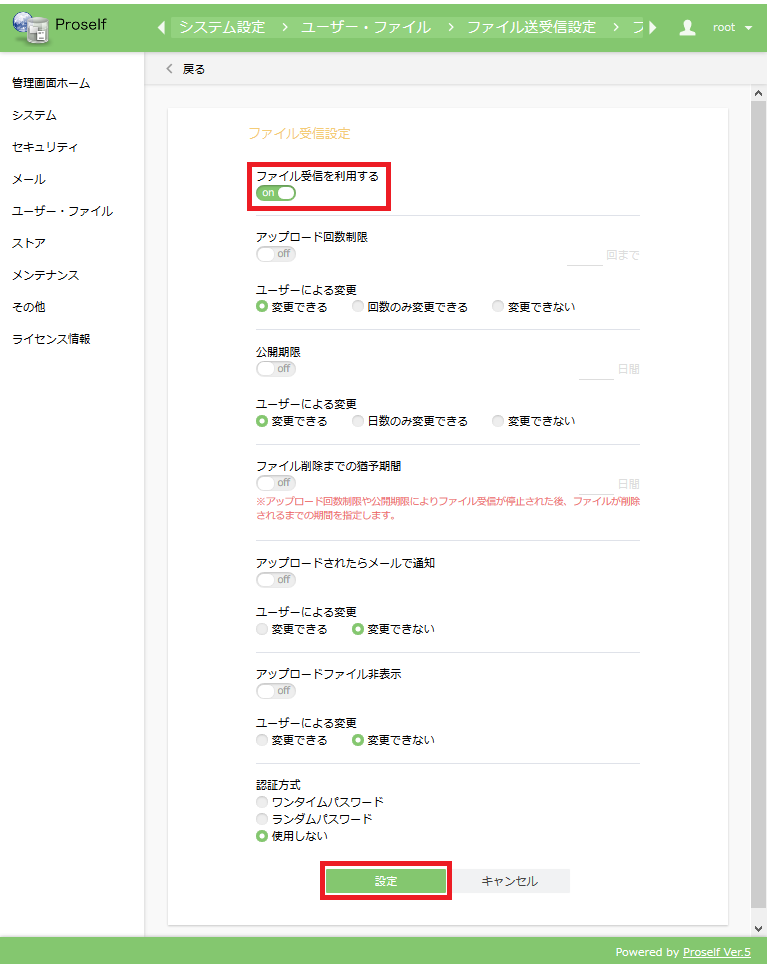 Proself
システム設定 > ユーザー・ファイル > ファイル送受信設定 > フ
root
管理画面ホーム
システム
セキュリティ
メール
ユーザー・ファイル
ストア
メンテナンス
その他
ライセンス情報
戻る
ファイル受信設定
ファイル受信を利用する
on
アップロード回数制限
off 回まで
ユーザーによる変更
変更できる 回数のみ変更できる 変更できない
公開期限
off 日間
ユーザーによる変更
変更できる 日数のみ変更できる 変更できない
ファイル削除までの猶予期間
off 日間
※アップロード回数制限や公開期限によりファイル受信が停止された後、ファイルが削除
されるまでの期間を指定します。
アップロードされたらメールで通知
off
ユーザーによる変更
変更できる 変更できない
アップロードファイル非表示
off
ユーザーによる変更
変更できる 変更できない
認証方式
ワンタイムパスワード
ランダムパスワード
使用しない
設定 キャンセル
Powered by Proself Ver.5